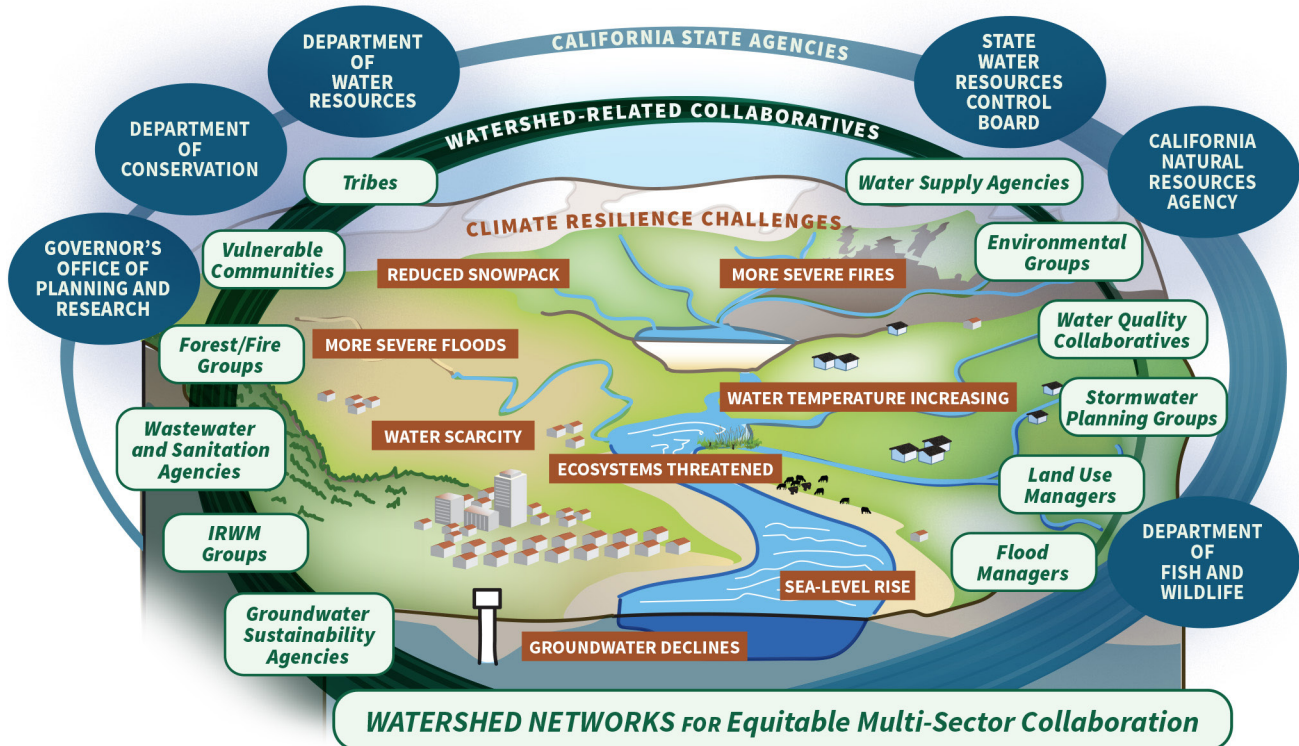 CALIFORNIA STATE AGENCIES
DEPARTMENT
OF
WATER
RESOURCES
STATE
WATER
RESOURCES
CONTROL
BOARD
DEPARTMENT
OF
CONSERVATION
CALIFORNIA
NATURAL
RESOURCES
AGENCY
GOVERNOR'S
OFFICE OF
PLANNING AND
RESEARCH
DEPARTMENT
OF
FISH AND
WILDLIFE
WATERSHED-RELATED COLLABORATIVES
Tribes
Water Supply Agencies
Vulnerable
Communities
Environmental
Groups
Forest/Fire
Groups
Water Quality
Collaboratives
Wastewater
and Sanitation
Agencies
Stormwater
Planning Groups
IRWM
Groups
Land Use
Managers
Groundwater
Sustainability
Agencies
Flood
Managers
CLIMATE RESILIENCE CHALLENGES
REDUCED SNOWPACK
MORE SEVERE FIRES
MORE SEVERE FLOODS
WATER TEMPERATURE INCREASING
WATER SCARCITY
ECOSYSTEMS THREATENED
SEA-LEVEL RISE
GROUNDWATER DECLINES
WATERSHED NETWORKS FOR Equitable Multi-Sector Collaboration